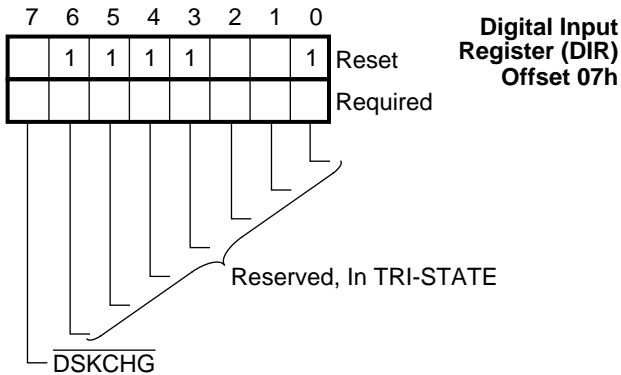 7 6 5 4 3 2 1 0
Digital Input
Register (DIR)
Offset 07h
1 1 1 1 1 Reset
Required
Reserved, In TRI-STATE
DSKCHG